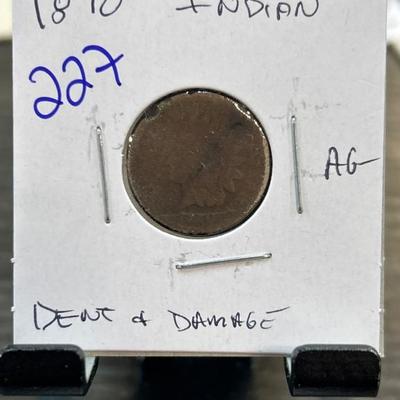 INDIAN
227
AG
DENT & DAMAGE